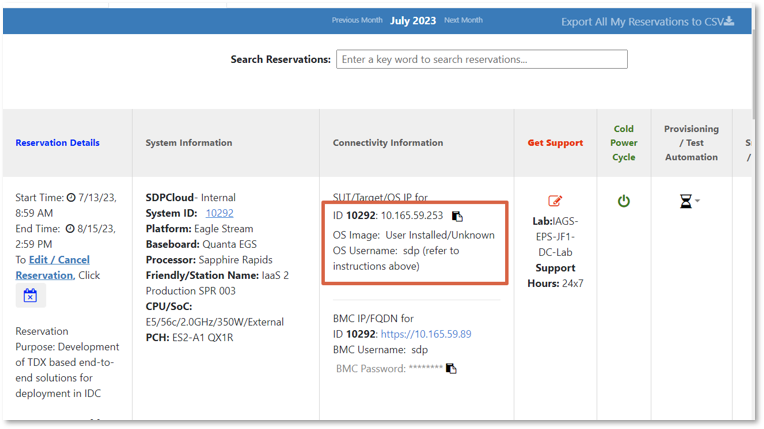 Previous Month July 2023 Next Month Export All My Reservations to CSV
Search Reservations: Enter a key word to search reservations...
Reservation Details
System Information
Connectivity Information
Get Support
Cold
Power
Cycle
Provisioning
/ Test
Automation
S
/
Start Time: 7/13/23,
8:59 AM
End Time: 8/15/23,
2:59 PM
To Edit / Cancel
Reservation, Click
Reservation
Purpose: Development
of TDX based end-to-
end solutions for
deployment in IDC
SDPCloud- Internal
System ID: 10292
Platform: Eagle Stream
Baseboard: Quanta EGS
Processor: Sapphire Rapids
Friendly/Station Name: IaaS 2
Production SPR 003
CPU/SoC:
E5/56c/2.0GHz/350W/External
PCH: ES2-A1 QX1R
SUT/Target/OS IP for
ID 10292: 10.165.59.253
OS Image: User Installed/Unknown
OS Username: sdp (refer to
instructions above)
BMC IP/FQDN for
ID 10292: https://10.165.59.89
BMC Username: sdp
BMC Password: ********
Lab:IAGS-
EPS-JF1-
DC-Lab
Support
Hours: 24x7